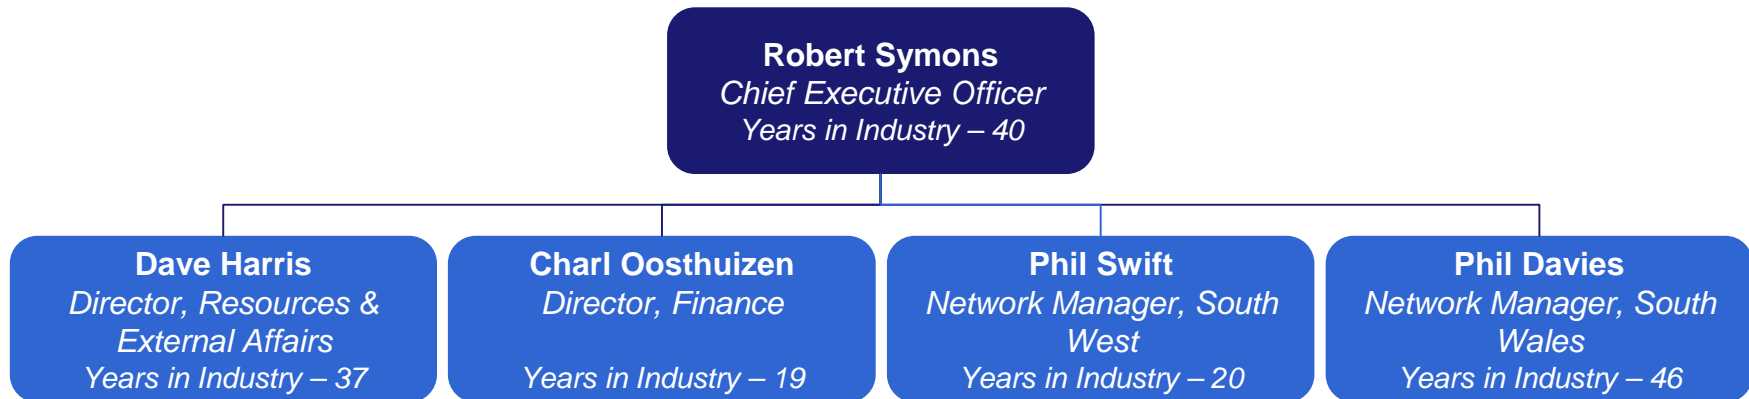 Robert Symons
Chief Executive Officer
Years in Industry – 40
Dave Harris
Director, Resources &
External Affairs
Years in Industry – 37
Charl Oosthuizen
Director, Finance
Years in Industry – 19
Phil Swift
Network Manager, South
West
Years in Industry – 20
Phil Davies
Network Manager, South
Wales
Years in Industry – 46